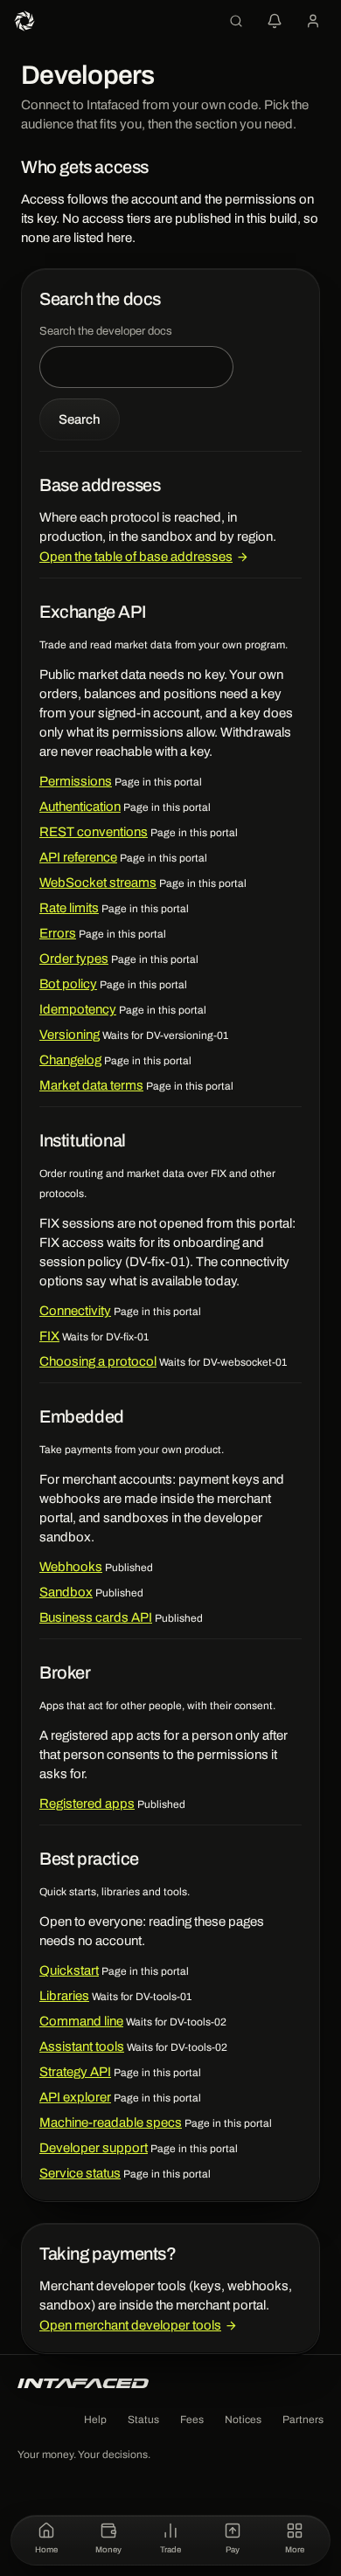 Developers
Connect to Intafaced from your own code. Pick the
audience that fits you, then the section you need.
Who gets access
Access follows the account and the permissions on
its key. No access tiers are published in this build, so
none are listed here.
Search the docs
Search the developer docs
Search
Base addresses
Where each protocol is reached, in
production, in the sandbox and by region.
Open the table of base addresses →
Exchange API
Trade and read market data from your own program.
Public market data needs no key. Your own
orders, balances and positions need a key
from your signed-in account, and a key does
only what its permissions allow. Withdrawals
are never reachable with a key.
Permissions Page in this portal
Authentication Page in this portal
REST conventions Page in this portal
API reference Page in this portal
WebSocket streams Page in this portal
Rate limits Page in this portal
Errors Page in this portal
Order types Page in this portal
Bot policy Page in this portal
Idempotency Page in this portal
Versioning Waits for DV-versioning-01
Changelog Page in this portal
Market data terms Page in this portal
Institutional
Order routing and market data over FIX and other
protocols.
FIX sessions are not opened from this portal:
FIX access waits for its onboarding and
session policy (DV-fix-01). The connectivity
options say what is available today.
Connectivity Page in this portal
FIX Waits for DV-fix-01
Choosing a protocol Waits for DV-websocket-01
Embedded
Take payments from your own product.
For merchant accounts: payment keys and
webhooks are made inside the merchant
portal, and sandboxes in the developer
sandbox.
Webhooks Published
Sandbox Published
Business cards API Published
Broker
Apps that act for other people, with their consent.
A registered app acts for a person only after
that person consents to the permissions it
asks for.
Registered apps Published
Best practice
Quick starts, libraries and tools.
Open to everyone: reading these pages
needs no account.
Quickstart Page in this portal
Libraries Waits for DV-tools-01
Command line Waits for DV-tools-02
Assistant tools Waits for DV-tools-02
Strategy API Page in this portal
API explorer Page in this portal
Machine-readable specs Page in this portal
Developer support Page in this portal
Service status Page in this portal
Taking payments?
Merchant developer tools (keys, webhooks,
sandbox) are inside the merchant portal.
Open merchant developer tools →
INTAFACED
Help Status Fees Notices Partners
Your money. Your decisions.
Home Money Trade Pay More